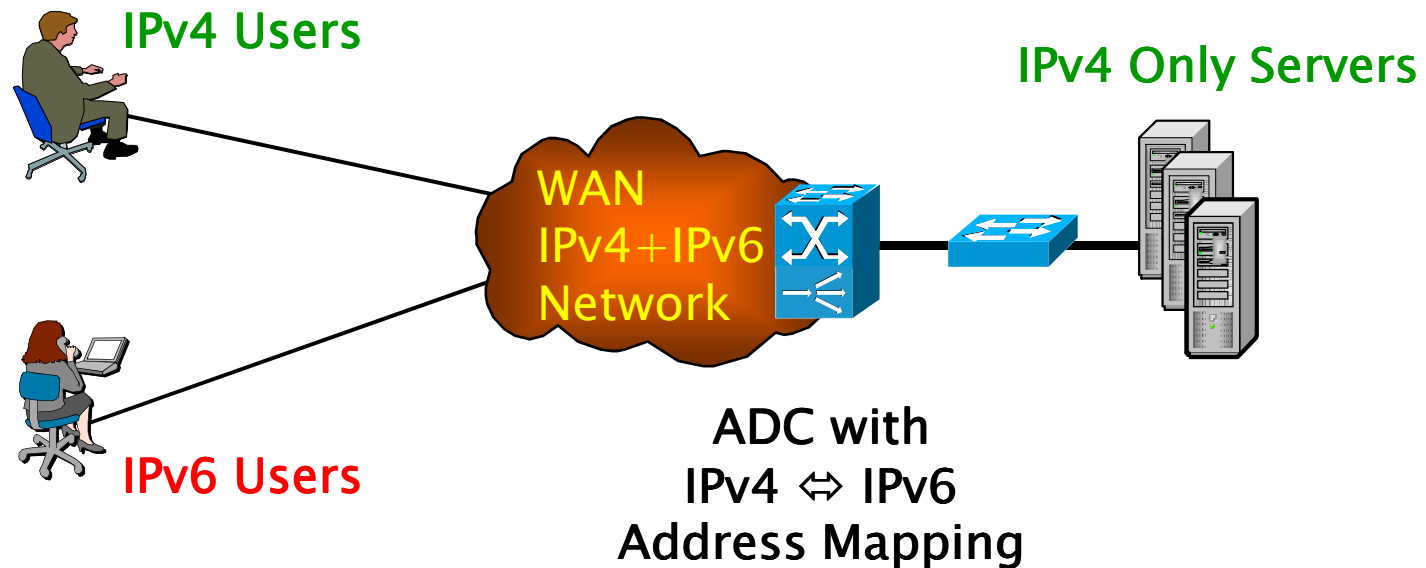 IPv4 Users
IPv4 Only Servers
WAN
IPv4+IPv6
Network
IPv6 Users
ADC with
IPv4 ⇔ IPv6
Address Mapping